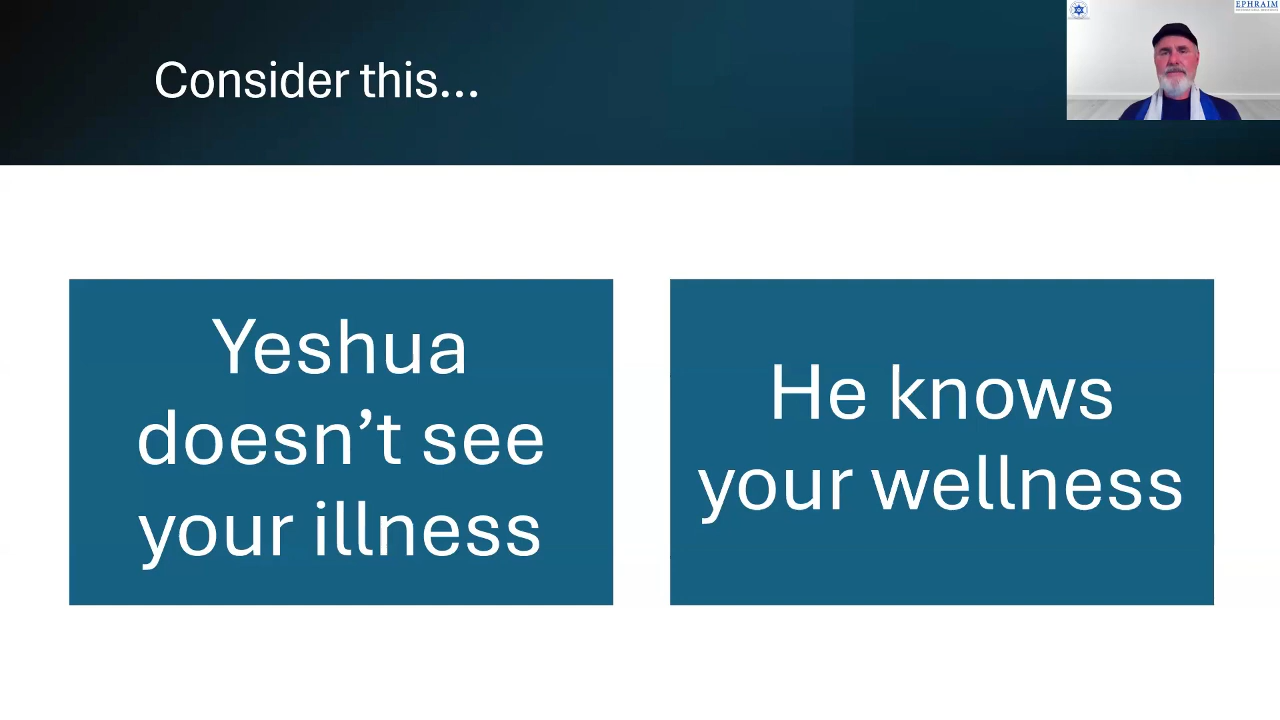 Consider this...
EPHRAIM
Yeshua
doesn’t see
your illness
He knows
your wellness